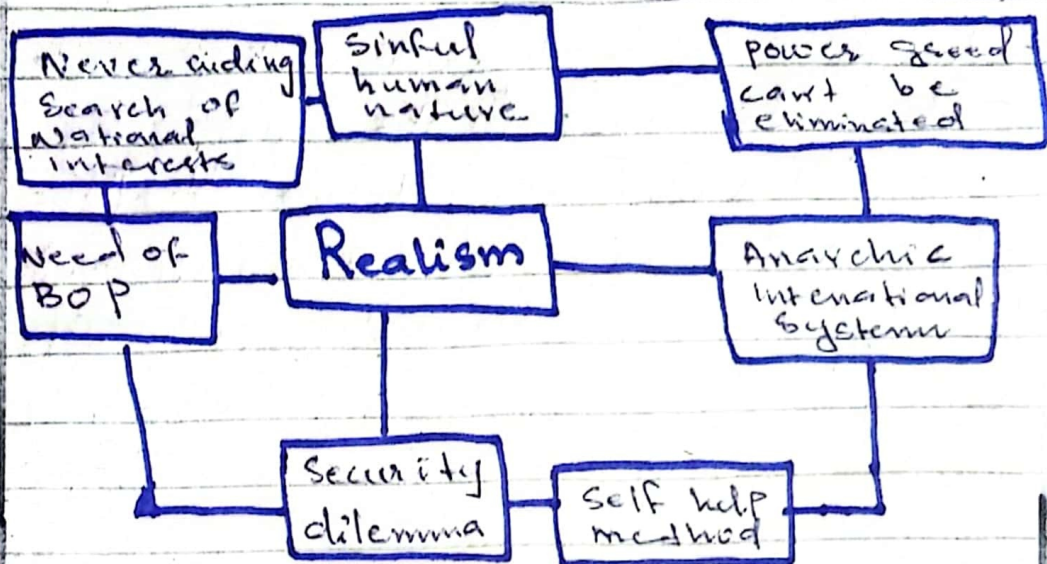 Never ending
Search of
National
interests
Sinful
human
nature
power greed
can't be
eliminated
Need of
BOP
Realism
Anarchic
Intenational
System
Security
dilemma
Self help
method